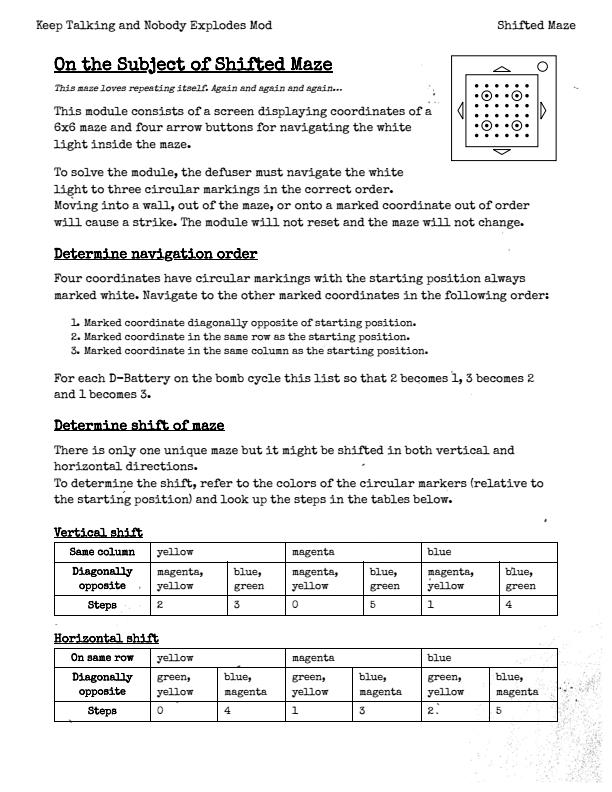 Keep Talking and Nobody Explodes Mod
Shifted Maze
On the Subject of Shifted Maze
This maze loves repeating itself. Again and again and again...
This module consists of a screen displaying coordinates of a
6x6 maze and four arrow buttons for navigating the white
light inside the maze.
To solve the module, the defuser must navigate the white
light to three circular markings in the correct order.
Moving into a wall, out of the maze, or onto a marked coordinate out of order
will cause a strike. The module will not reset and the maze will not change.
Determine navigation order
Four coordinates have circular markings with the starting position always
marked white. Navigate to the other marked coordinates in the following order:
1. Marked coordinate diagonally opposite of starting position.
2. Marked coordinate in the same row as the starting position.
3. Marked coordinate in the same column as the starting position.
For each D-Battery on the bomb cycle this list so that 2 becomes 1, 3 becomes 2
and 1 becomes 3.
Determine shift of maze
There is only one unique maze but it might be shifted in both vertical and
horizontal directions.
To determine the shift, refer to the colors of the circular markers (relative to
the starting position) and look up the steps in the tables below.
Vertical shift
Same column yellow magenta blue
Diagonally magenta, blue, magenta, blue, magenta, blue,
opposite yellow green yellow green yellow green
Steps 2 3 0 5 1 4
Horizontal shift
On same row yellow magenta blue
Diagonally green, blue, green, blue, green, blue,
opposite yellow magenta yellow magenta yellow magenta
Steps 0 4 1 3 2 5